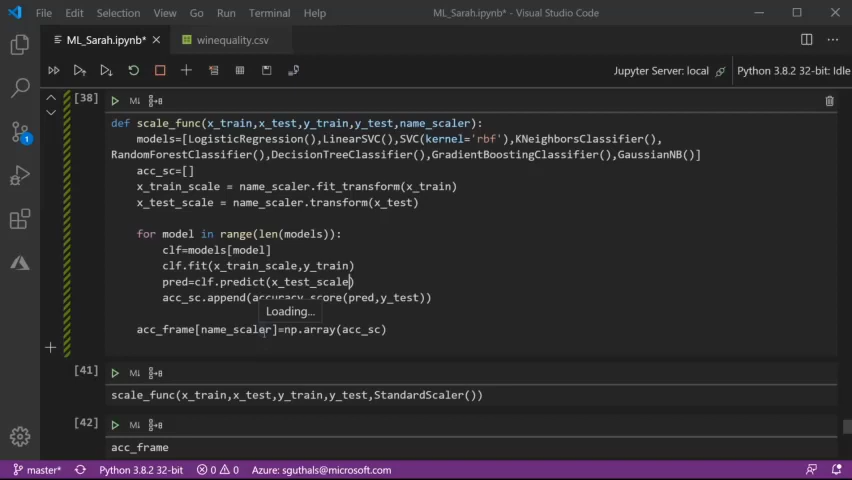 File Edit Selection View Go Run Terminal Help ML_Sarah.ipynb* - Visual Studio Code
ML_Sarah.ipynb* winequality.csv
Jupyter Server: local Python 3.8.2 32-bit: Idle
[38]
def scale_func(x_train,x_test,y_train,y_test,name_scaler):
models=[LogisticRegression(),LinearSVC(),SVC(kernel='rbf'),KNeighborsClassifier(),
RandomForestClassifier(),DecisionTreeClassifier(),GradientBoostingClassifier(),GaussianNB()]
acc_sc=[]
x_train_scale = name_scaler.fit_transform(x_train)
x_test_scale = name_scaler.transform(x_test)
for model in range(len(models)):
clf=models[model]
clf.fit(x_train_scale,y_train)
pred=clf.predict(x_test_scale)
acc_sc.append(accuracy_score(pred,y_test))
Loading...
acc_frame[name_scaler]=np.array(acc_sc)
[41]
scale_func(x_train,x_test,y_train,y_test,StandardScaler())
[42]
acc_frame
master* Python 3.8.2 32-bit 0 0 Azure: sguthals@microsoft.com